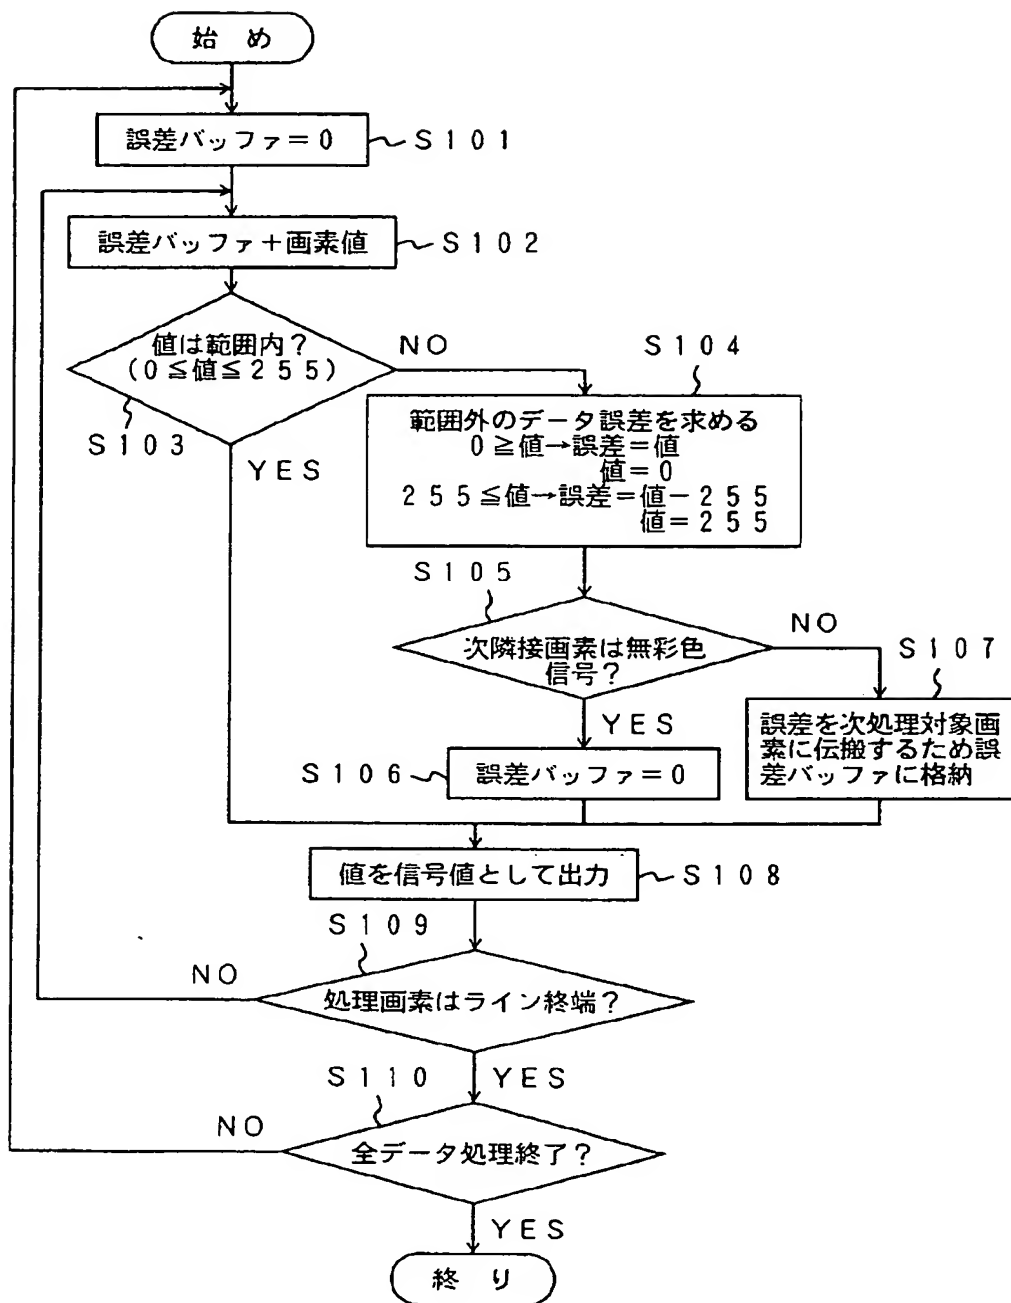 始 め
誤差バッファ＝0
S101
誤差バッファ＋画素値
S102
値は範囲内？
(0≦値≦255)
S103
NO
YES
S104
範囲外のデータ誤差を求める
0≧値→誤差＝値
値＝0
255≦値→誤差＝値－255
値＝255
S105
次隣接画素は無彩色
信号？
NO
YES
S107
誤差を次処理対象画
素に伝搬するため誤
差バッファに格納
S106
誤差バッファ＝0
値を信号値として出力
S108
S109
NO
処理画素はライン終端？
S110
YES
NO
全データ処理終了？
YES
終 り